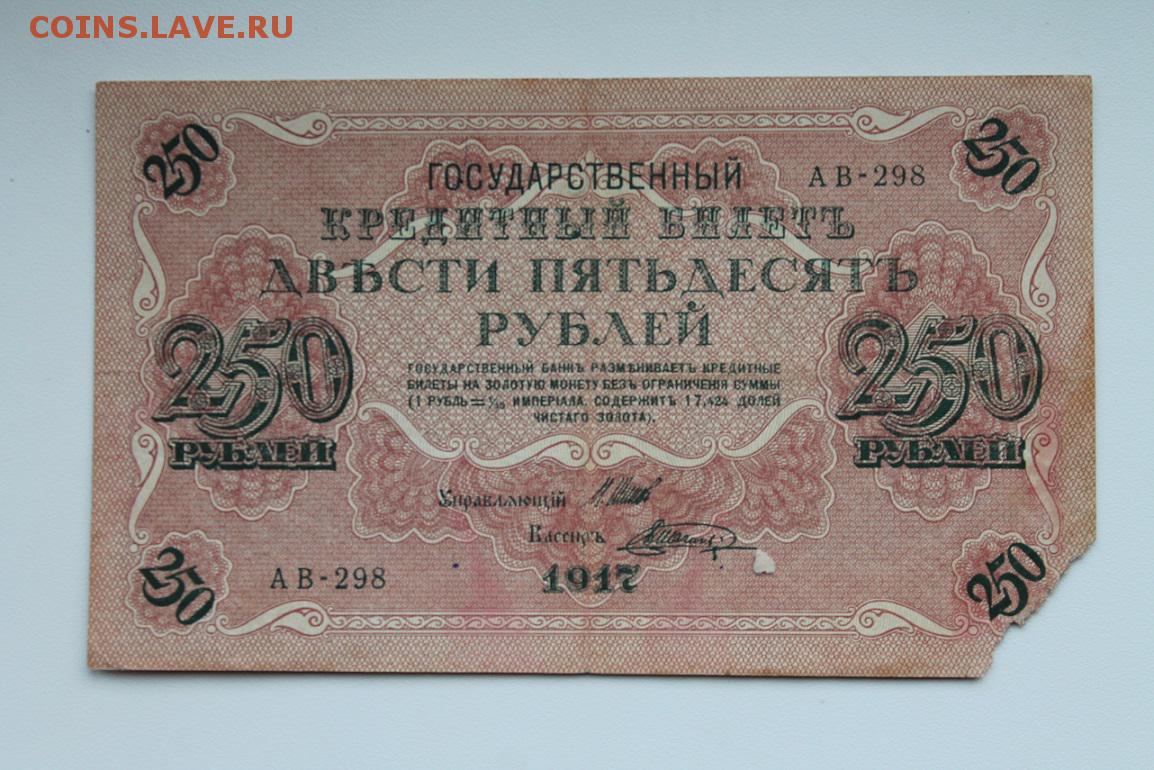 COINS.LAVE.RU
250 250
ГОСУДАРСТВЕННЫЙ АВ-298
КРЕДИТНЫЙ БИЛЕТЪ
ДВѢСТИ ПЯТЬДЕСЯТЪ
РУБЛЕЙ
250 250
РУБЛЕЙ РУБЛЕЙ
ГОСУДАРСТВЕННЫЙ БАНКЪ РАЗМѢНИВАЕТЪ КРЕДИТНЫЕ
БИЛЕТЫ НА ЗОЛОТУЮ МОНЕТУ БЕЗЪ ОГРАНИЧЕНІЯ СУММЫ
(1 РУБЛЬ = 1/15 ИМПЕРІАЛА. СОДЕРЖИТЪ 17,424 ДОЛЕЙ
ЧИСТАГО ЗОЛОТА).
Управляющій
Кассиръ
АВ-298 1917
250 250